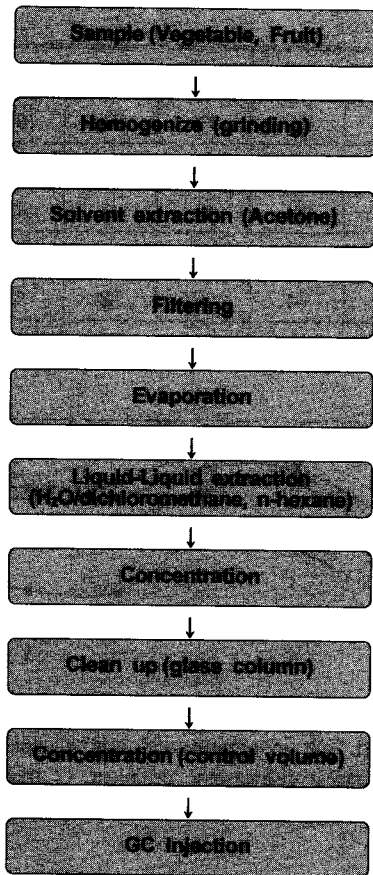 Sample (Vegetable, Fruit)
Homogenize (grinding)
Solvent extraction (Acetone)
Filtering
Evaporation
Liquid-Liquid extraction
(H₂O/dichloromethane, n-hexane)
Concentration
Clean up (glass column)
Concentration (control volume)
GC Injection